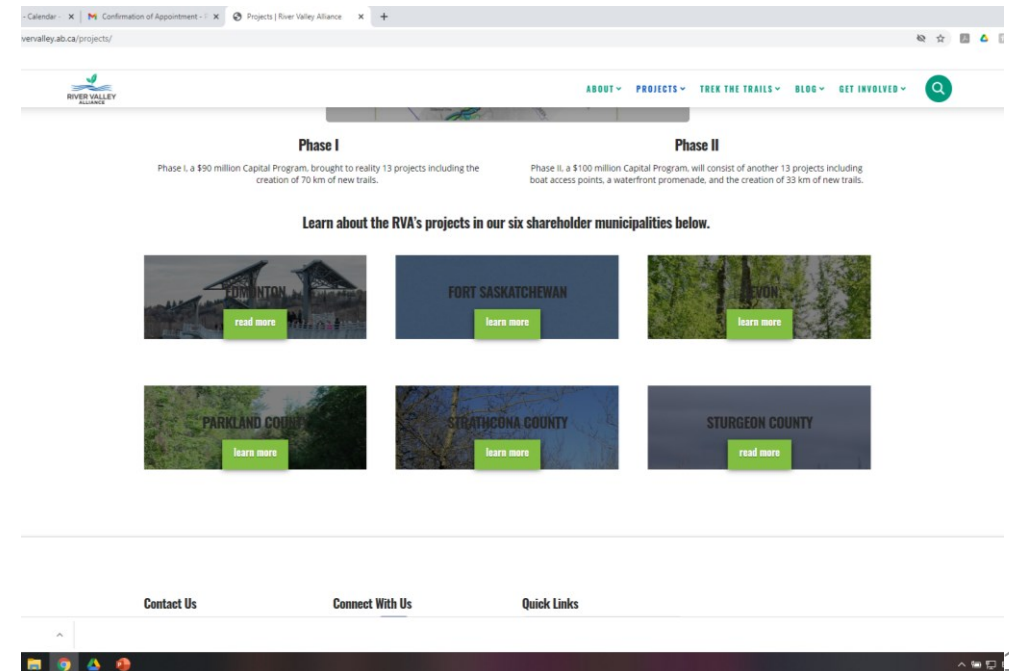 - Calendar - X M Confirmation of Appointment - X Projects | River Valley Alliance X +
vervalley.ab.ca/projects/
RIVER VALLEY
ALLIANCE
ABOUT PROJECTS TREK THE TRAILS BLOG GET INVOLVED
Phase I
Phase II
Phase I, a $90 million Capital Program, brought to reality 13 projects including the
creation of 70 km of new trails.
Phase II, a $100 million Capital Program, will consist of another 13 projects including
boat access points, a waterfront promenade, and the creation of 33 km of new trails.
Learn about the RVA's projects in our six shareholder municipalities below.
EDMONTON
read more
FORT SASKATCHEWAN
learn more
DEVON
learn more
PARKLAND COUNTY
learn more
STRATHCONA COUNTY
learn more
STURGEON COUNTY
read more
Contact Us
Connect With Us
Quick Links